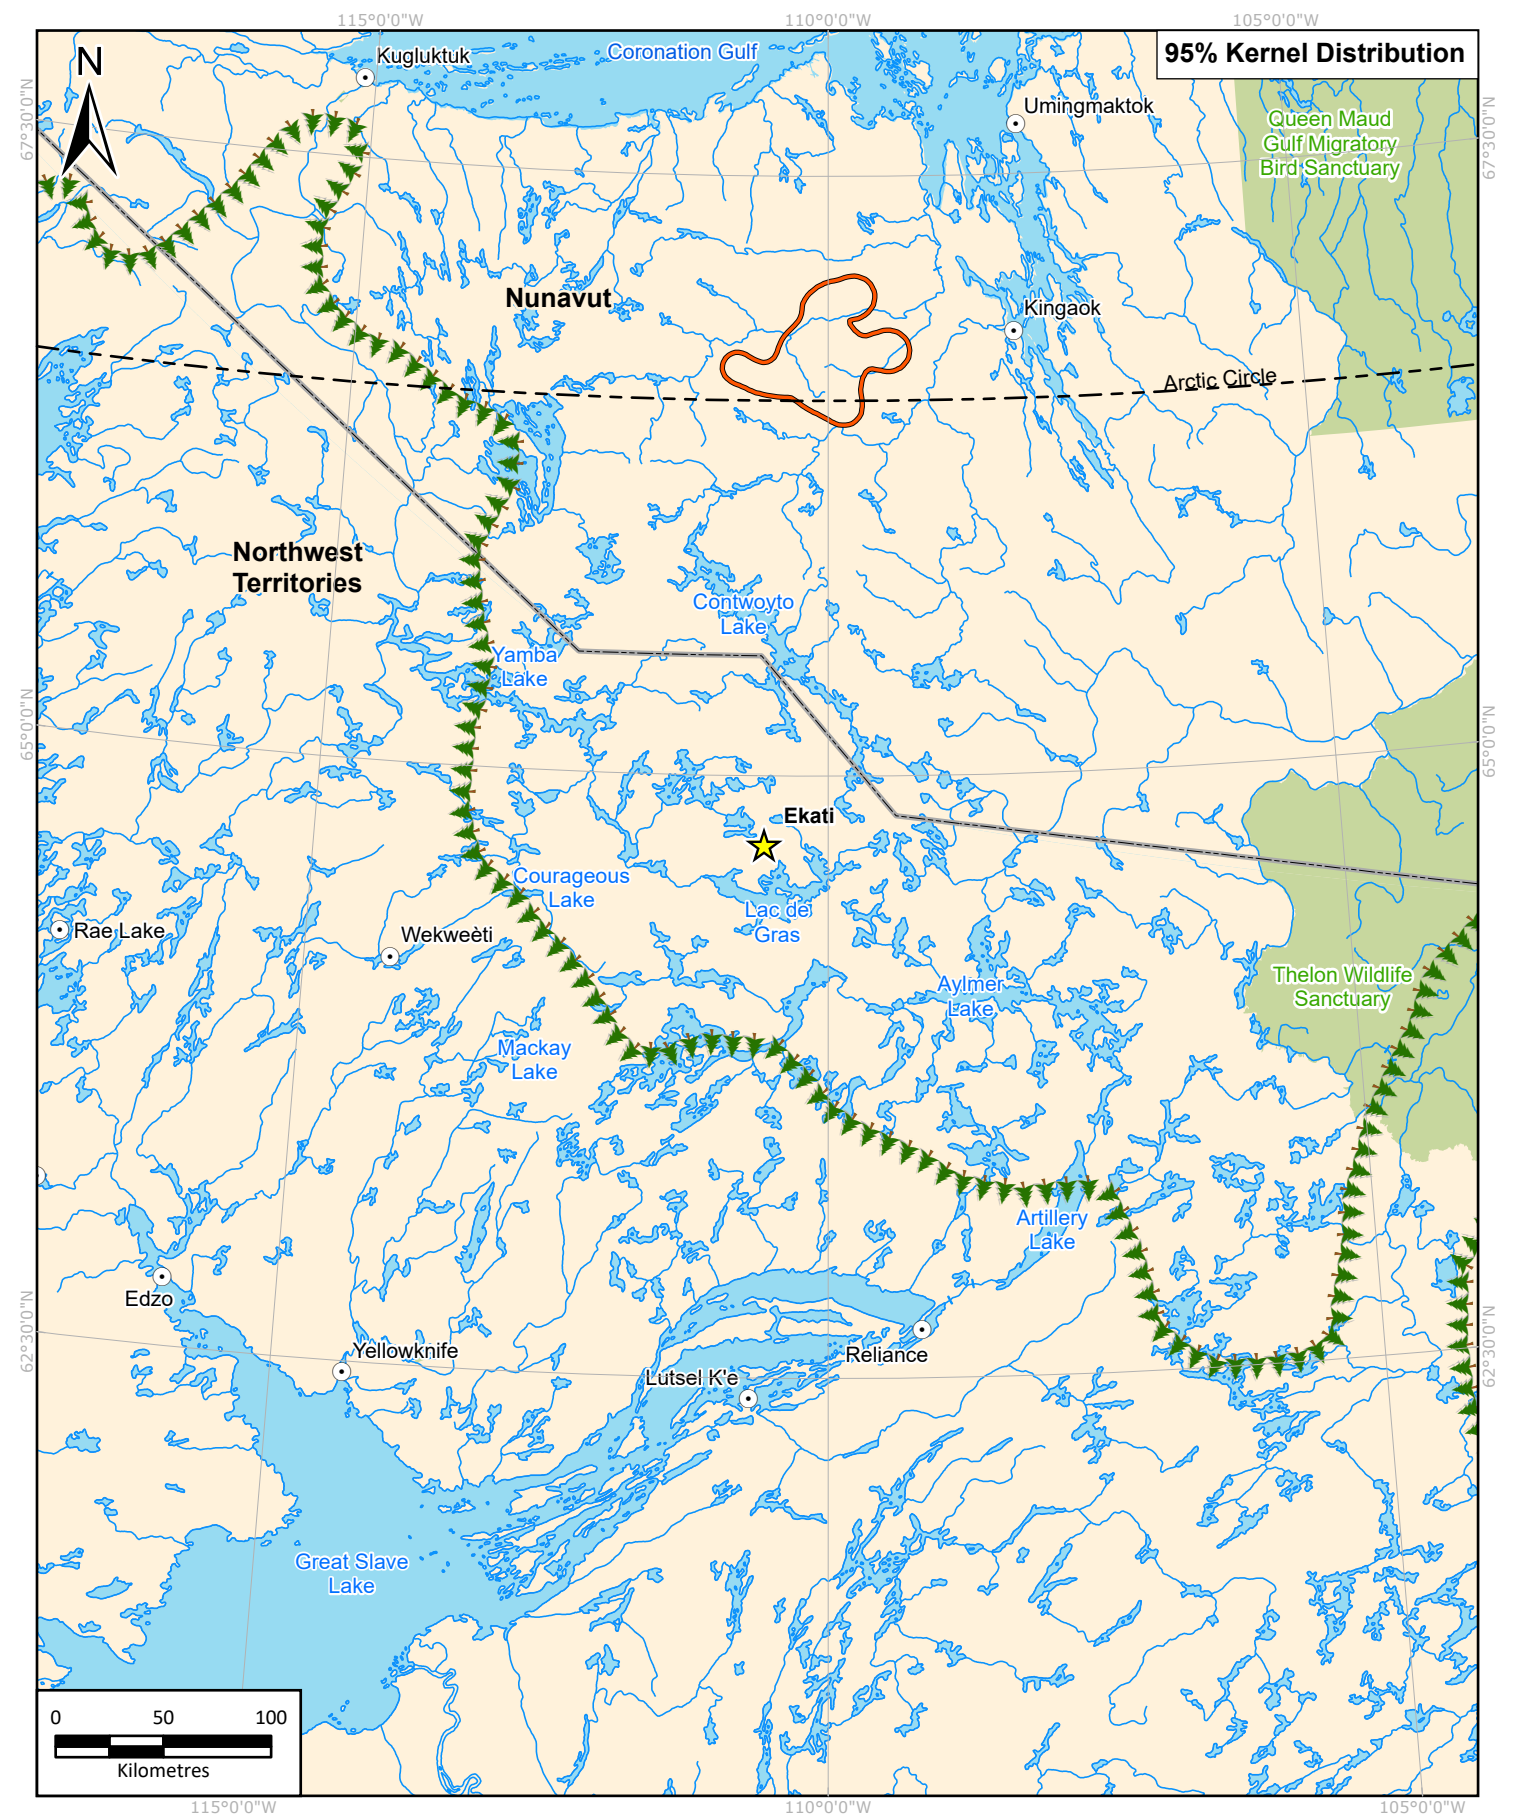 115°0'0"W
110°0'0"W
105°0'0"W
95% Kernel Distribution
N
Kugluktuk
Coronation Gulf
Umingmaktok
Queen Maud
Gulf Migratory
Bird Sanctuary
67°30'0"N
67°30'0"N
Nunavut
Kingaok
Arctic Circle
Northwest
Territories
Contwoyto
Lake
Yamba
Lake
65°0'0"N
65°0'0"N
Ekati
Courageous
Lake
Lac de
Gras
Rae Lake
Wekweèti
Aylmer
Lake
Thelon Wildlife
Sanctuary
Mackay
Lake
Artillery
Lake
Edzo
62°30'0"N
62°30'0"N
Yellowknife
Reliance
Lutsel K'e
Great Slave
Lake
0 50 100
Kilometres
115°0'0"W
110°0'0"W
105°0'0"W